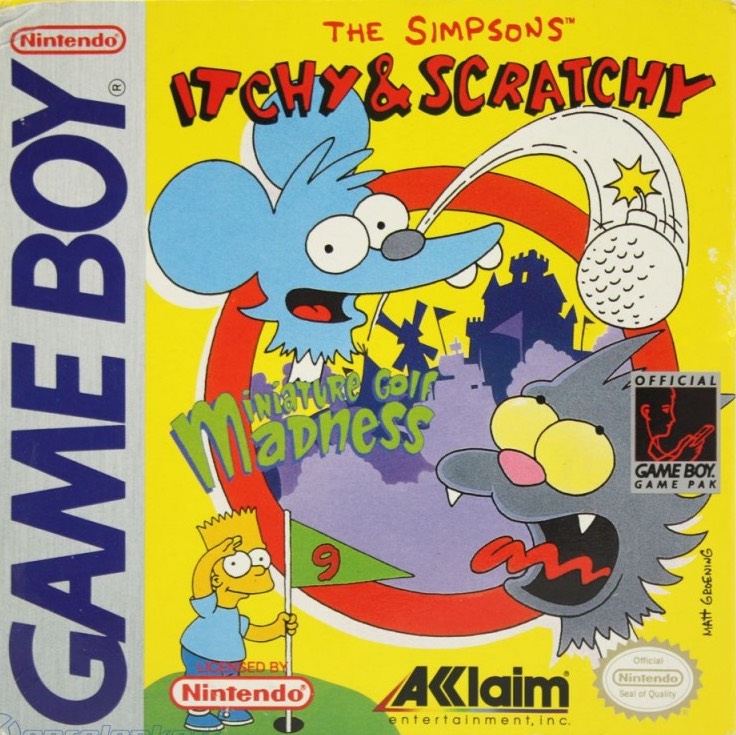 Nintendo®
GAME BOY®
THE SIMPSONS™
ITCHY & SCRATCHY
MINIATURE GOLF
MADNESS
OFFICIAL
GAME BOY.
GAME PAK
MATT GROENING
9
LICENSED BY
Nintendo®
AKKlaim®
entertainment, inc.
Official
Nintendo
Seal of Quality